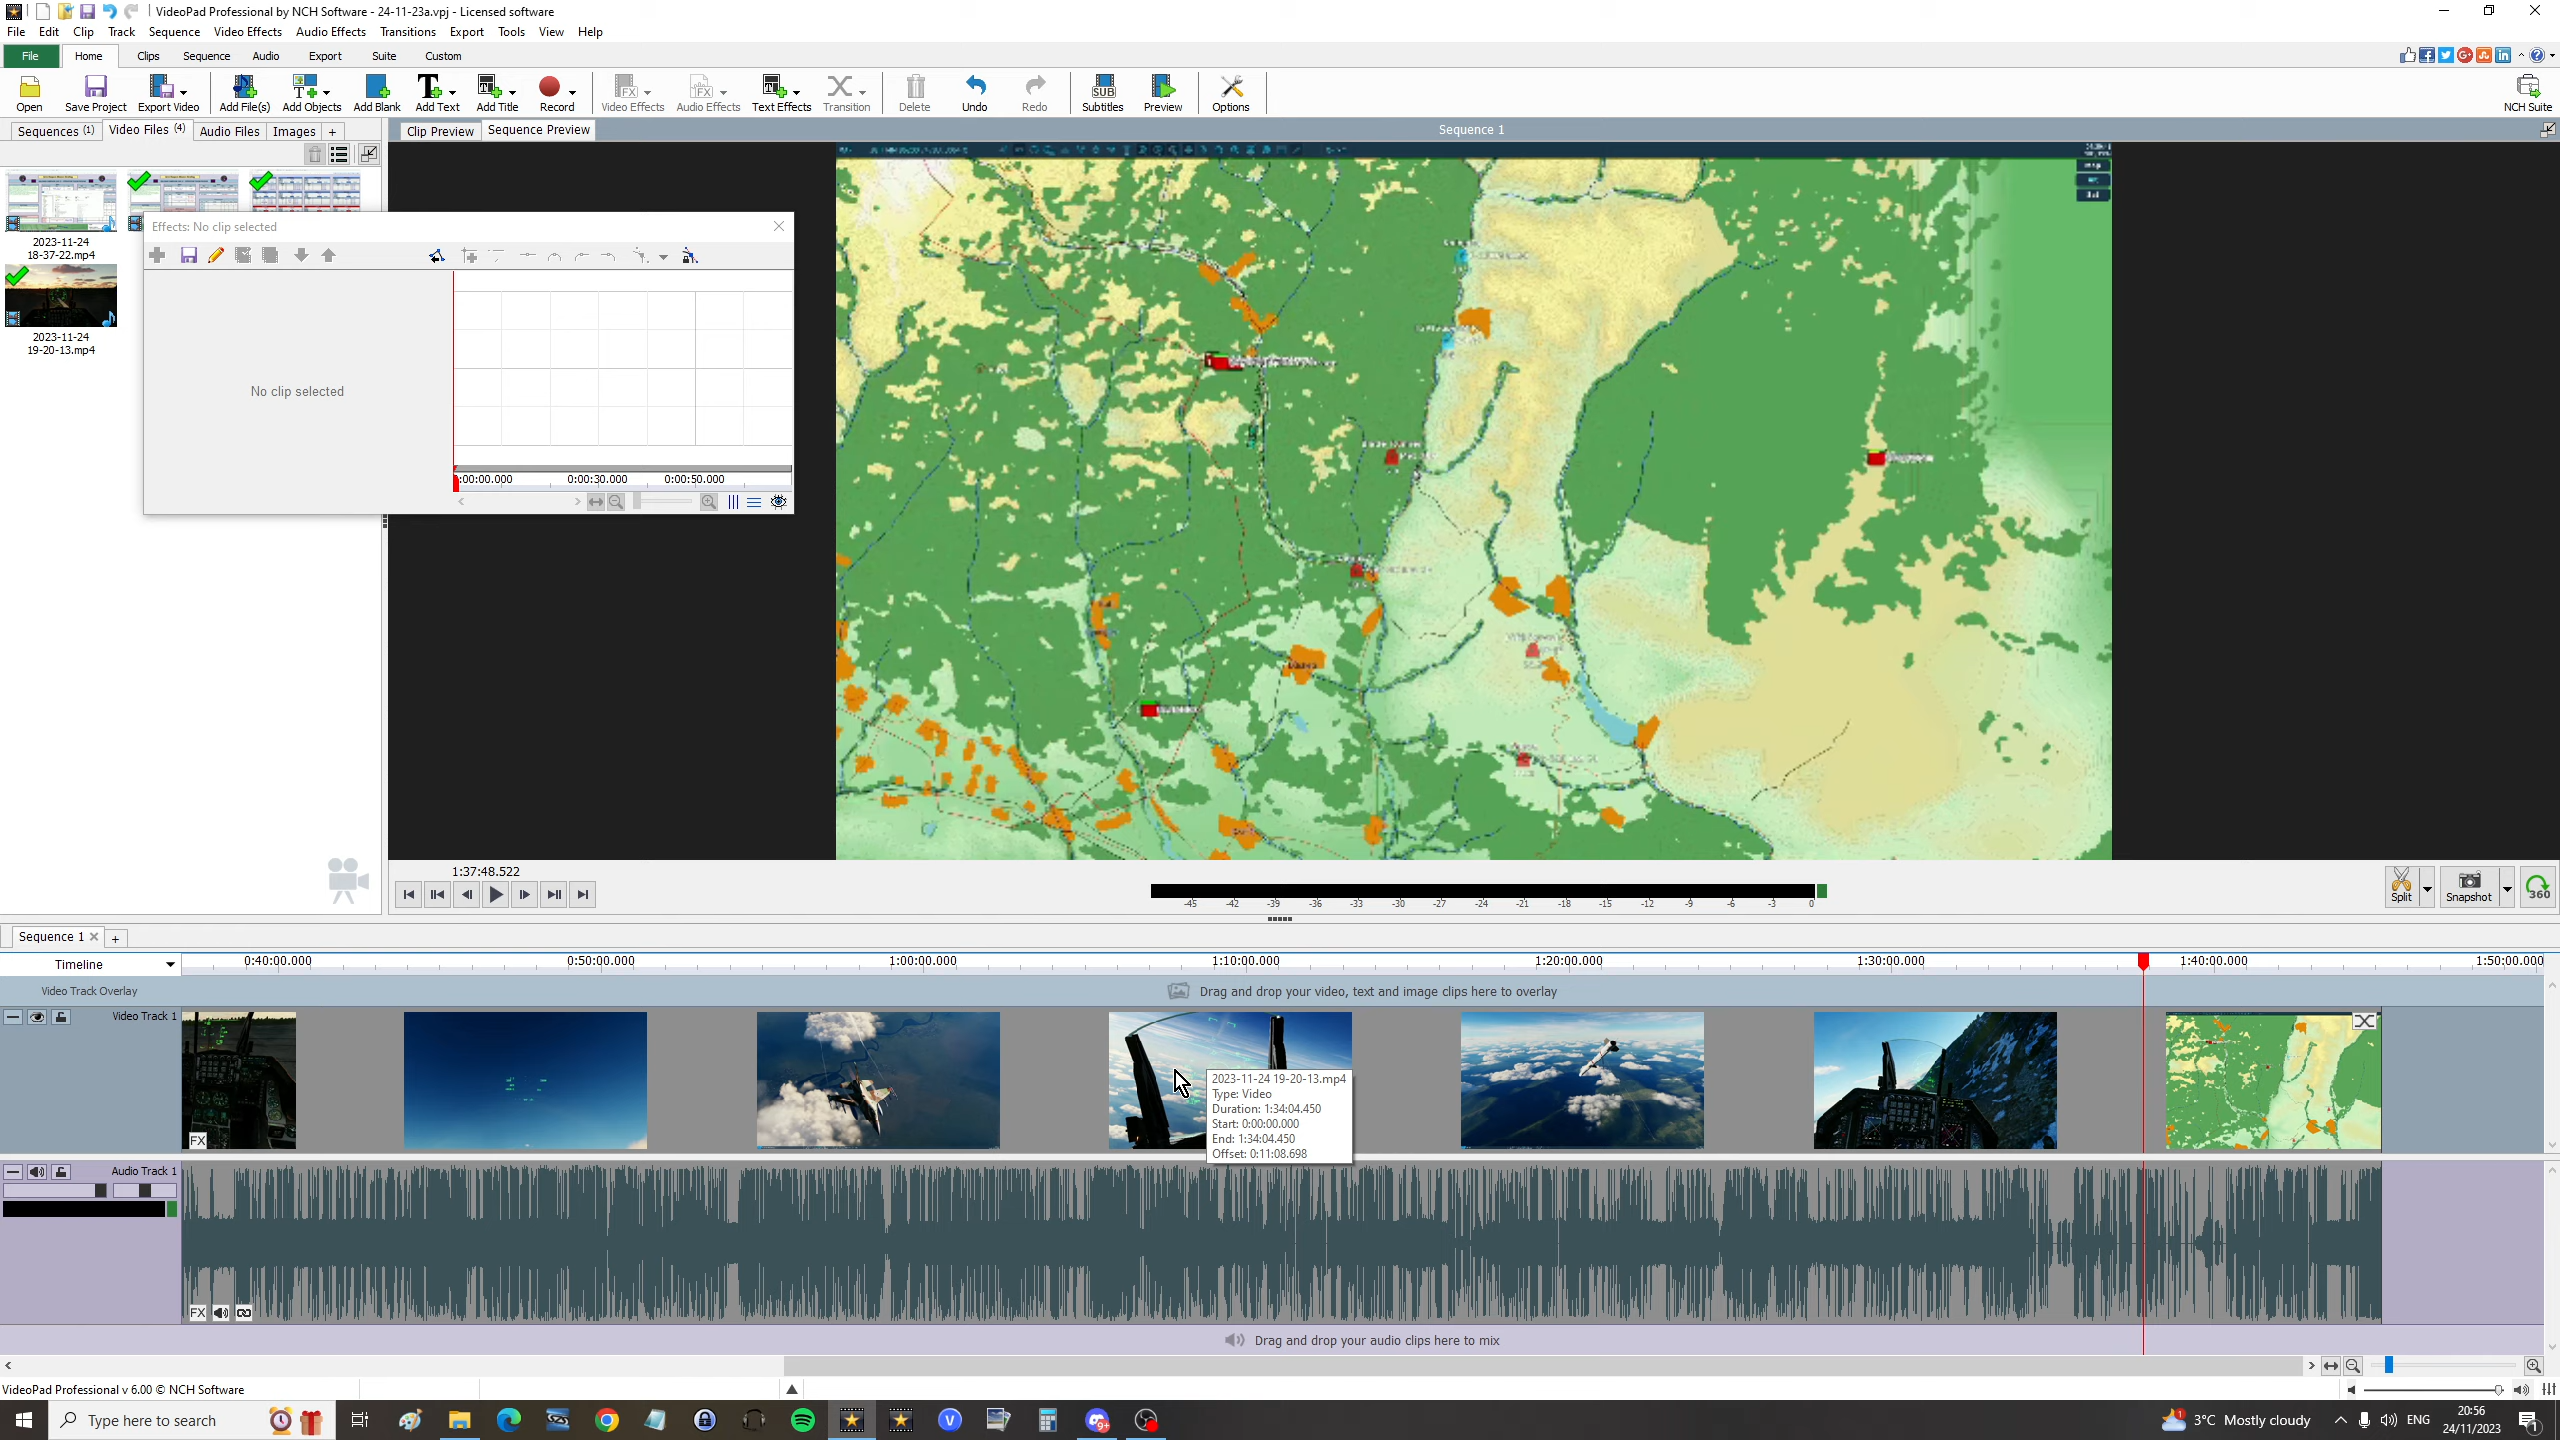 VideoPad Professional by NCH Software - 24-11-23a.vpj - Licensed software
File Edit Clip Track Sequence Video Effects Audio Effects Transitions Export Tools View Help
File Home Clips Sequence Audio Export Suite Custom
Open Save Project Export Video Add File(s) Add Objects Add Blank Add Text Add Title Record Video Effects Audio Effects Text Effects Transition Delete Undo Redo Subtitles Preview Options NCH Suite
Sequences (1) Video Files (4) Audio Files Images + Clip Preview Sequence Preview Sequence 1
2023-11-24
18-37-22.mp4
2023-11-24
19-20-13.mp4
Effects: No clip selected
No clip selected
:00:00.000 0:00:30.000 0:00:50.000
1:37:48.522
-45 -42 -39 -36 -33 -30 -27 -24 -21 -18 -15 -12 -9 -6 -3 0
Split Snapshot 360
Sequence 1 +
Timeline 0:40:00.000 0:50:00.000 1:00:00.000 1:10:00.000 1:20:00.000 1:30:00.000 1:40:00.000 1:50:00.000
Video Track Overlay Drag and drop your video, text and image clips here to overlay
Video Track 1
FX
2023-11-24 19-20-13.mp4
Type: Video
Duration: 1:34:04.450
Start: 0:00:00.000
End: 1:34:04.450
Offset: 0:11:08.698
Audio Track 1
FX
Drag and drop your audio clips here to mix
VideoPad Professional v 6.00 © NCH Software
Type here to search
3°C Mostly cloudy ENG
20:56
24/11/2023